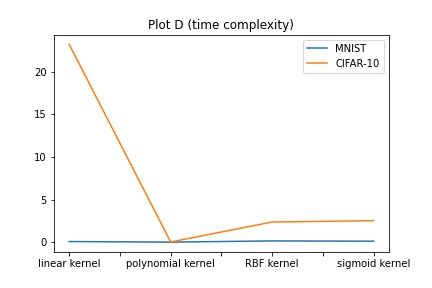 Plot D (time complexity)
MNIST
CIFAR-10
20
15
10
5
0
linear kernel polynomial kernel RBF kernel sigmoid kernel